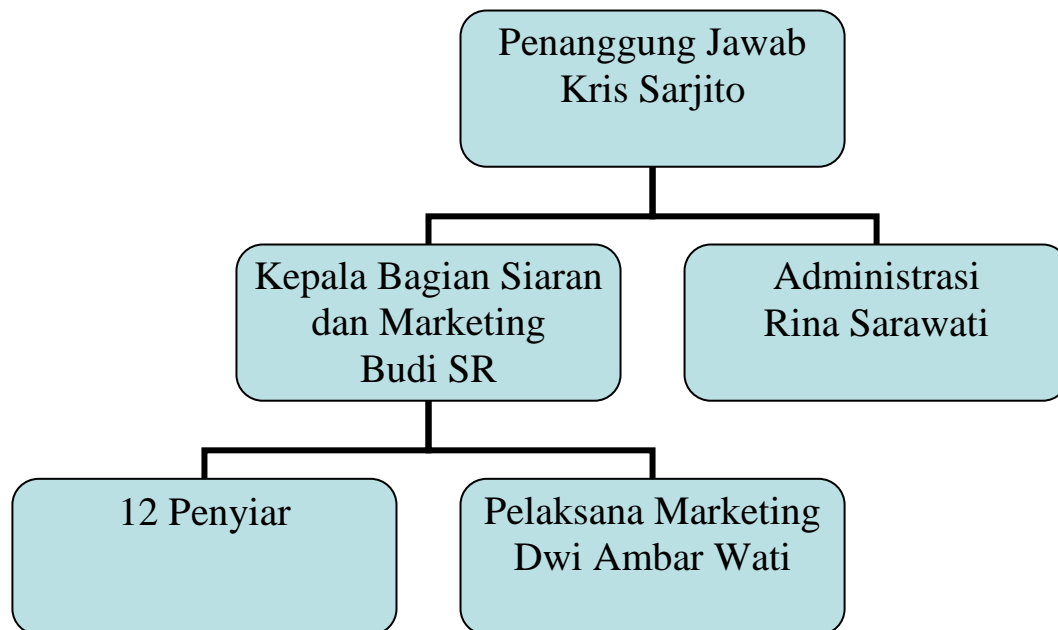 Penanggung Jawab
Kris Sarjito
Kepala Bagian Siaran
dan Marketing
Budi SR
Administrasi
Rina Sarawati
12 Penyiar
Pelaksana Marketing
Dwi Ambar Wati